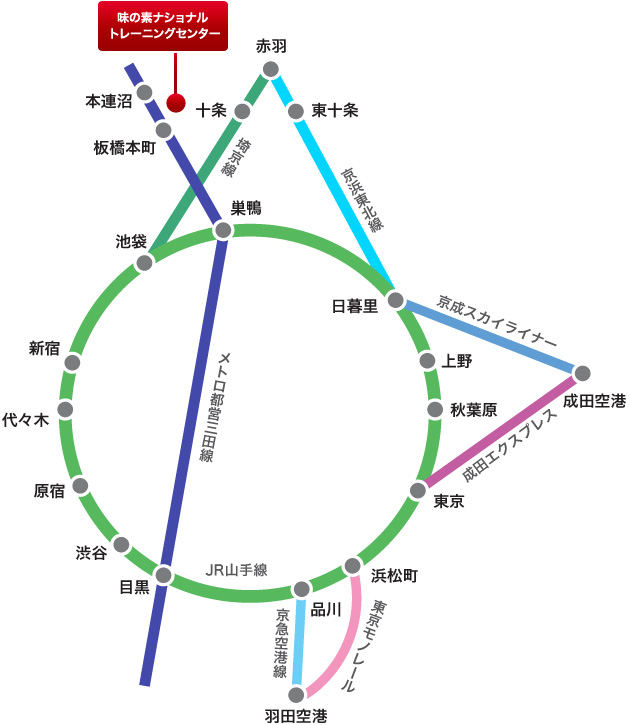 味の素ナショナル
トレーニングセンター
赤羽
本連沼
十条
東十条
板橋本町
埼京線
京浜東北線
巣鴨
池袋
日暮里
京成スカイライナー
新宿
上野
メトロ都営三田線
成田空港
代々木
秋葉原
成田エクスプレス
原宿
東京
渋谷
JR山手線
浜松町
目黒
品川
京急空港線
東京モノレール
羽田空港